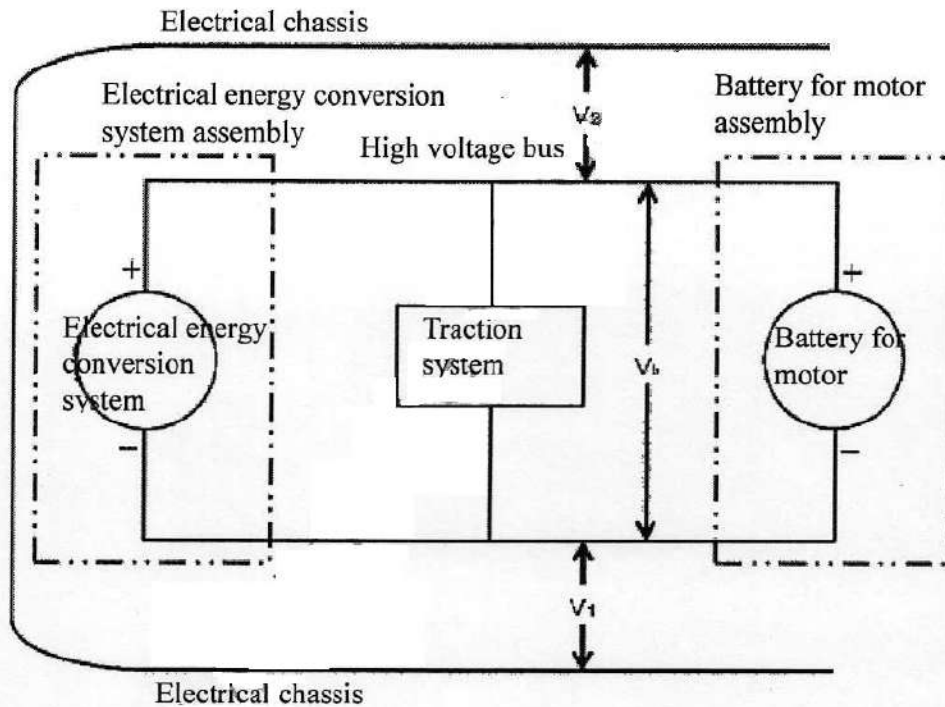 Electrical chassis
Electrical energy conversion
system assembly
Battery for motor
assembly
V2
High voltage bus
+
+
Electrical energy
conversion
system
Traction
system
Vb
Battery for
motor
−
−
V1
Electrical chassis